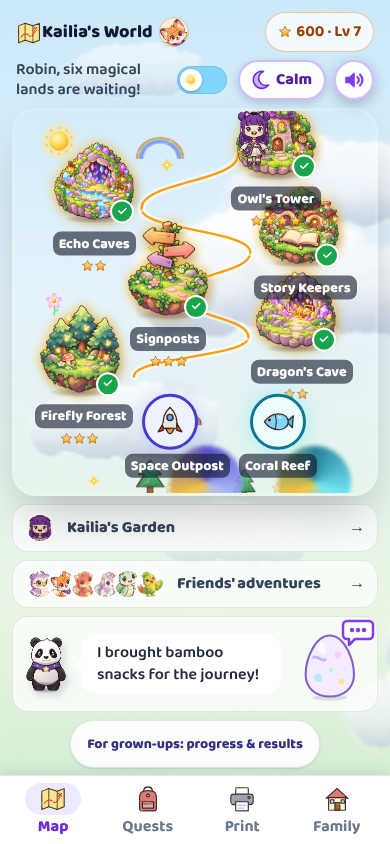 Kailia's World
600 · Lv 7
Robin, six magical
lands are waiting!
Calm
Owl's Tower
Echo Caves
Story Keepers
Signposts
Dragon's Cave
Firefly Forest
Space Outpost
Coral Reef
Kailia's Garden
→
Friends' adventures
→
I brought bamboo
snacks for the journey!
For grown-ups: progress & results
Map
Quests
Print
Family